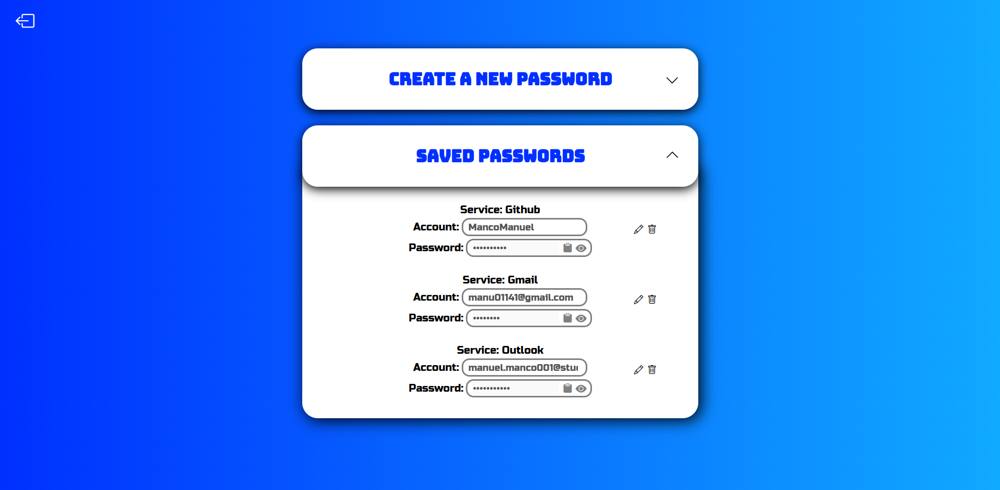 CREATE A NEW PASSWORD
SAVED PASSWORDS
Service: Github
Account: MancoManuel
Password: ••••••••••
Service: Gmail
Account: manu01141@gmail.com
Password: ••••••••
Service: Outlook
Account: manuel.manco001@stu
Password: •••••••••••